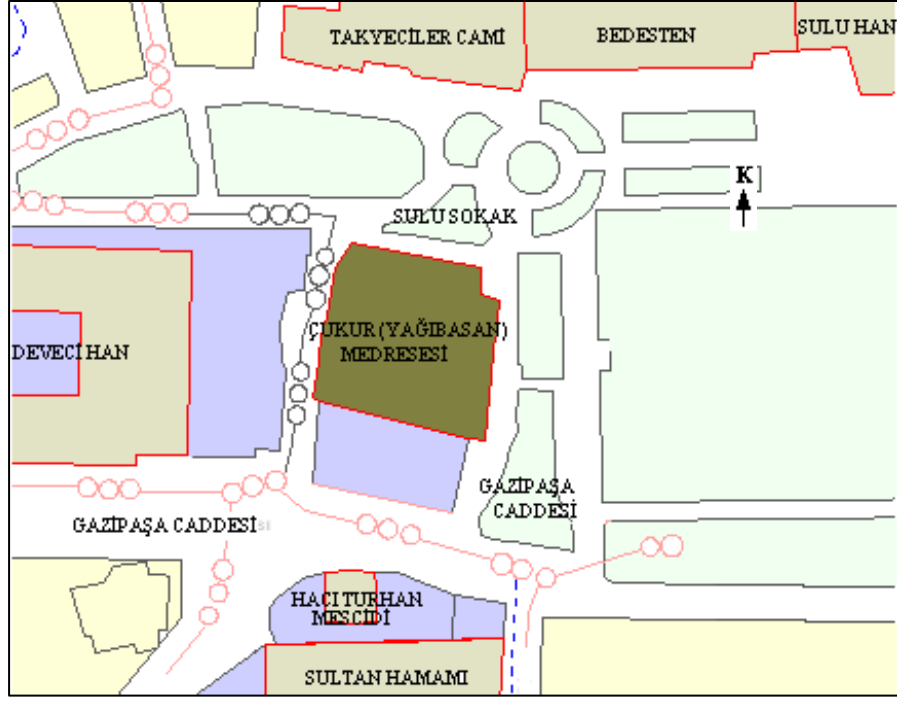 TAKYECİLER CAMİ
BEDESTEN
SULU HAN
K
SULU SOKAK
ÇUKUR (YAĞIBASAN)
MEDRESESİ
DEVECİ HAN
GAZİPAŞA
CADDESİ
GAZİPAŞA CADDESİ
HACI TURHAN
MESCİDİ
SULTAN HAMAMI